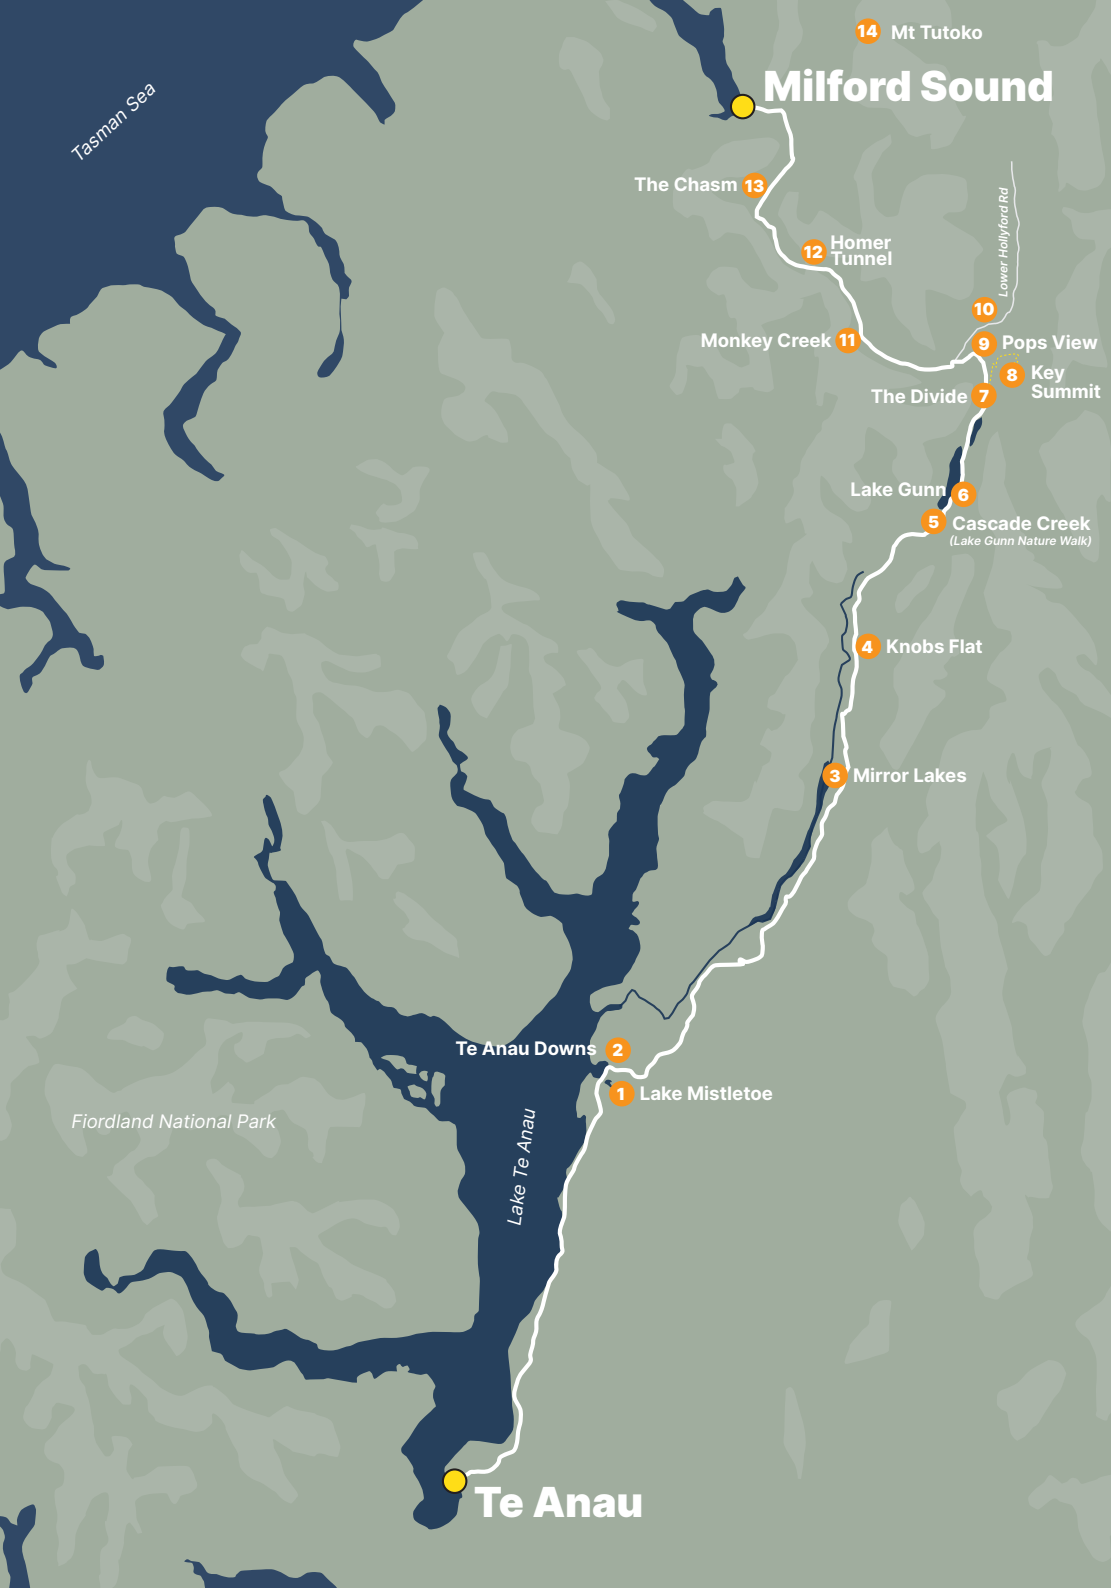 14 Mt Tutoko
Milford Sound
Tasman Sea
The Chasm 13
Lower Hollyford Rd
12 Homer
Tunnel
10
Monkey Creek 11
9 Pops View
8 Key
Summit
The Divide 7
Lake Gunn 6
5 Cascade Creek
(Lake Gunn Nature Walk)
4 Knobs Flat
3 Mirror Lakes
Te Anau Downs 2
1 Lake Mistletoe
Fiordland National Park
Lake Te Anau
Te Anau